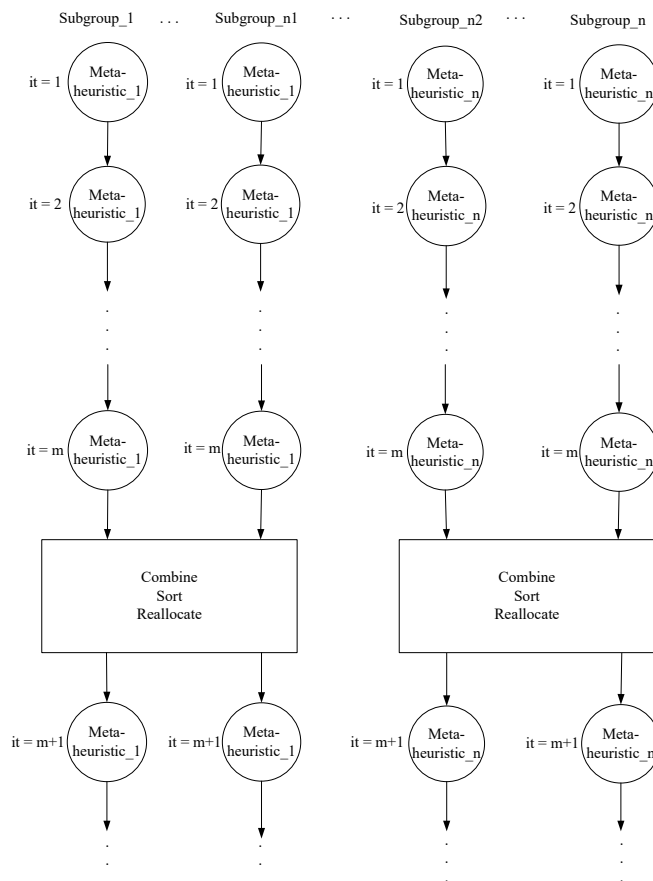 Subgroup_1 . . . Subgroup_n1 . . . Subgroup_n2 . . . Subgroup_n
it = 1 Meta-
heuristic_1
it = 1 Meta-
heuristic_1
it = 1 Meta-
heuristic_n
it = 1 Meta-
heuristic_n
it = 2 Meta-
heuristic_1
it = 2 Meta-
heuristic_1
it = 2 Meta-
heuristic_n
it = 2 Meta-
heuristic_n
it = m Meta-
heuristic_1
it = m Meta-
heuristic_1
it = m Meta-
heuristic_n
it = m Meta-
heuristic_n
Combine
Sort
Reallocate
Combine
Sort
Reallocate
it = m+1 Meta-
heuristic_1
it = m+1 Meta-
heuristic_1
it = m+1 Meta-
heuristic_n
it = m+1 Meta-
heuristic_n